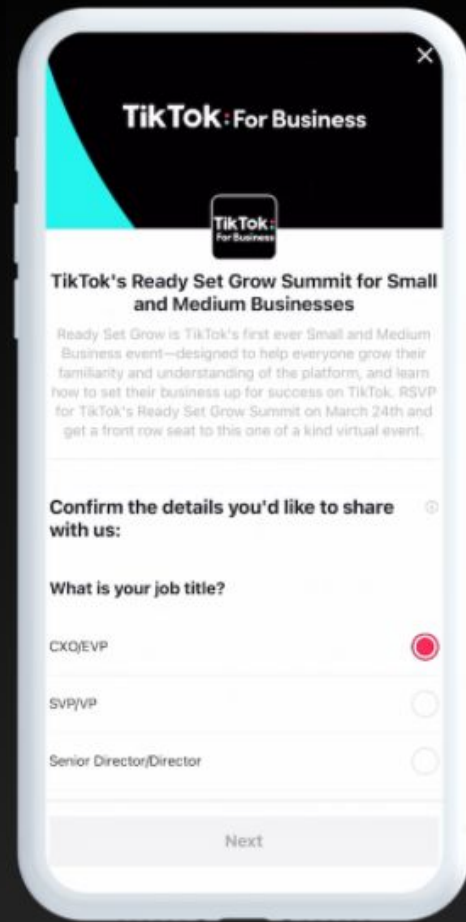 TikTok: For Business
TikTok:
For Business
TikTok's Ready Set Grow Summit for Small
and Medium Businesses
Ready Set Grow is TikTok's first ever Small and Medium
Business event—designed to help everyone grow their
familiarity and understanding of the platform, and learn
how to set their business up for success on TikTok. RSVP
for TikTok's Ready Set Grow Summit on March 24th and
get a front row seat to this one of a kind virtual event.
Confirm the details you'd like to share
with us:
What is your job title?
CXO/EVP
SVP/VP
Senior Director/Director
Next